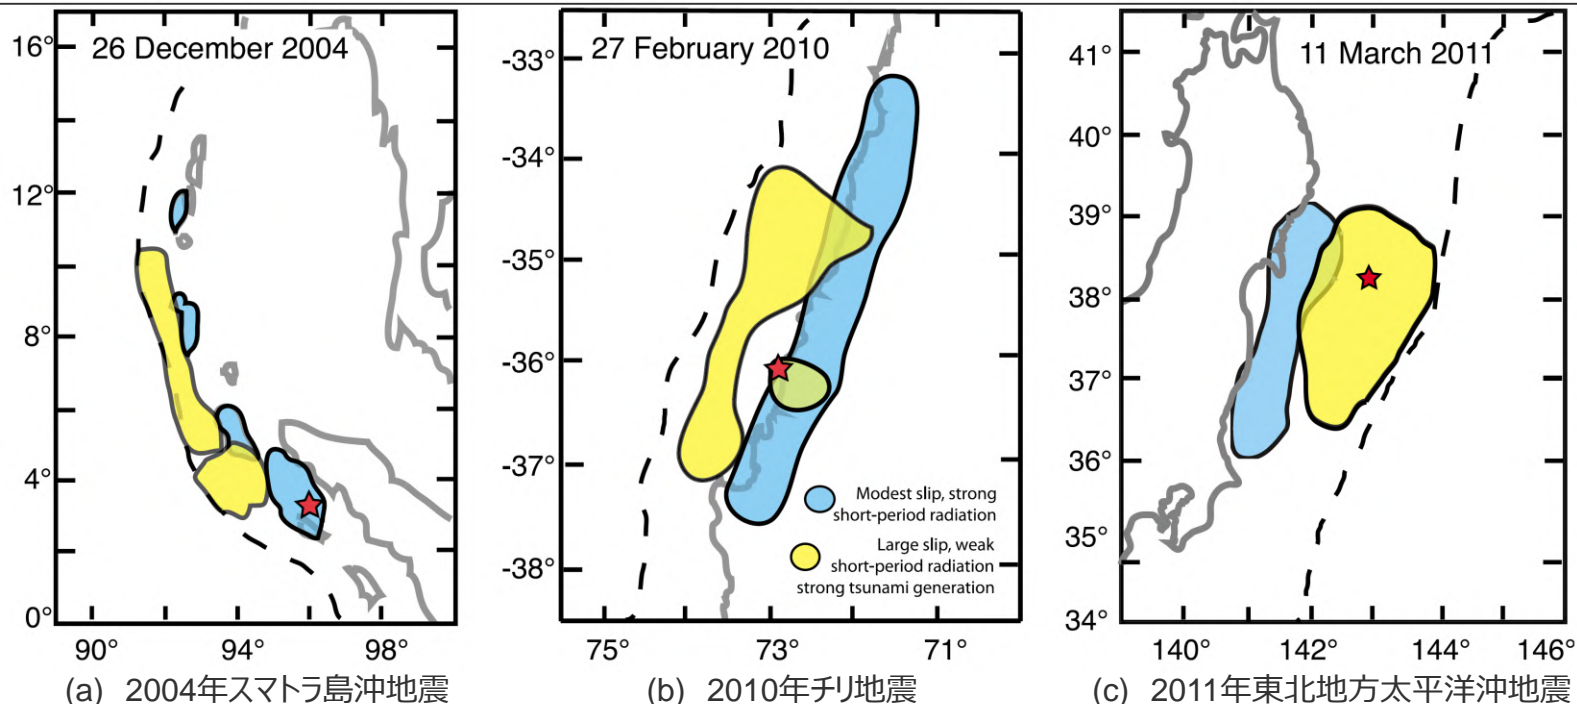 26 December 2004
16°
12°
8°
4°
0°
90°
94°
98°
(a) 2004年スマトラ島沖地震
27 February 2010
-33°
-34°
-35°
-36°
-37°
-38°
75°
73°
71°
Modest slip, strong
short-period radiation
Large slip, weak
short-period radiation
strong tsunami generation
(b) 2010年チリ地震
11 March 2011
41°
40°
39°
38°
37°
36°
35°
34°
140°
142°
144°
146°
(c) 2011年東北地方太平洋沖地震